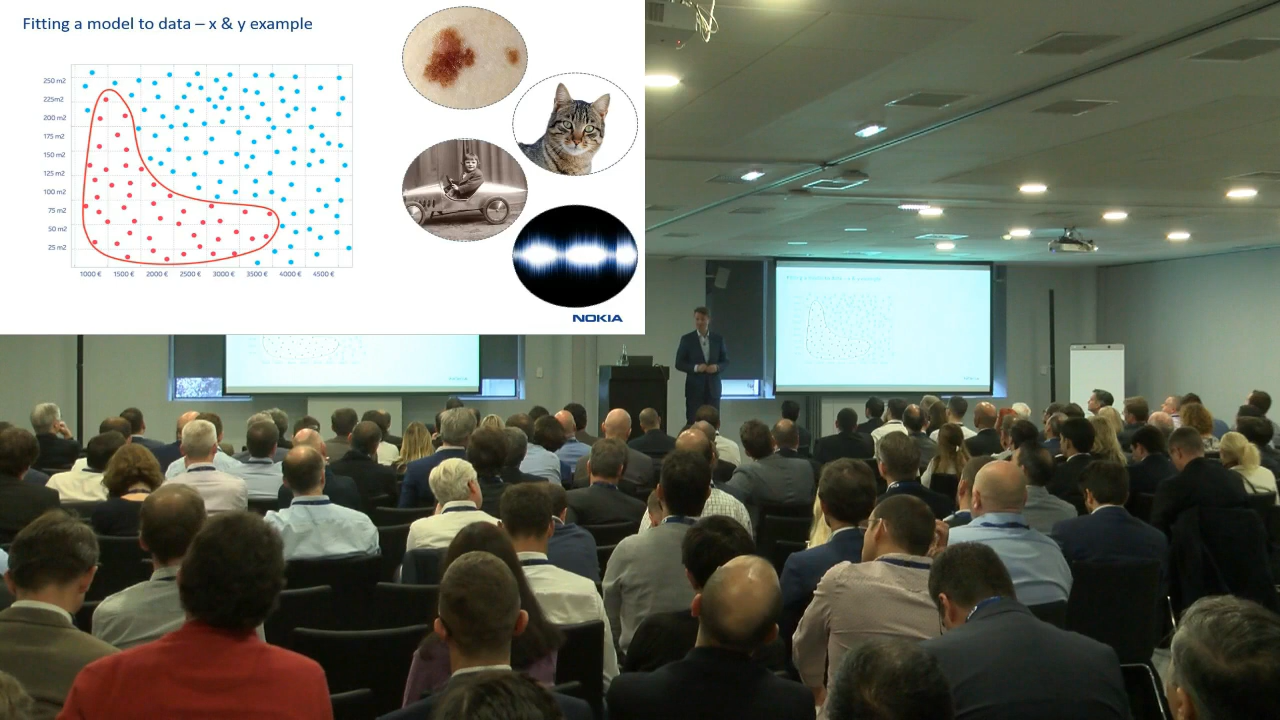 Fitting a model to data – x & y example
250 m2
225m2
200 m2
175 m2
150 m2
125 m2
100 m2
75 m2
50 m2
25 m2
1000 € 1500 € 2000 € 2500 € 3000 € 3500 € 4000 € 4500 €
NOKIA